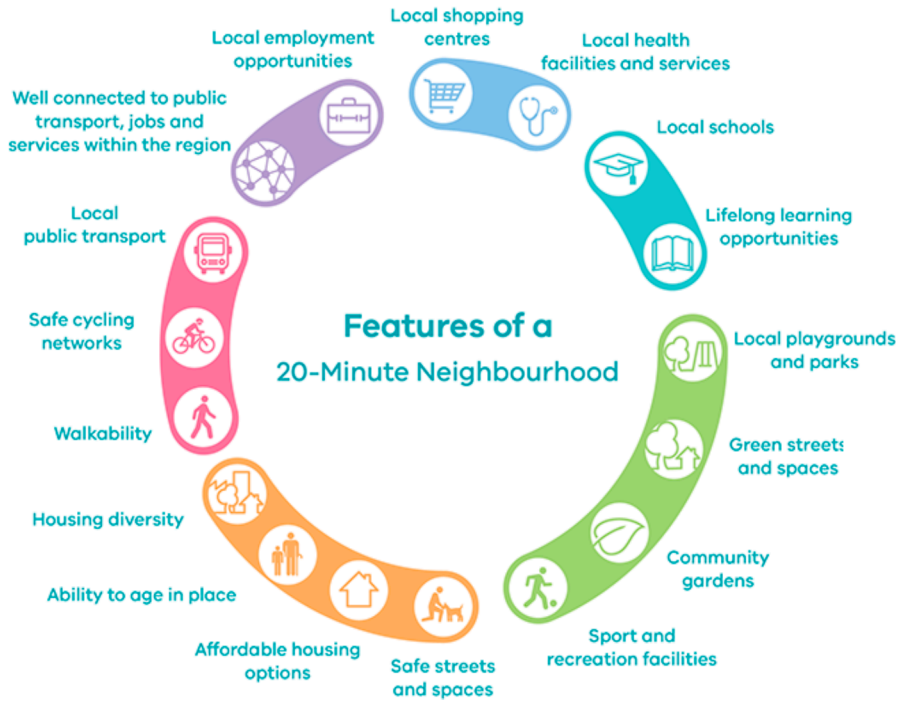 Local shopping
centres
Local health
facilities and services
Local schools
Lifelong learning
opportunities
Local playgrounds
and parks
Green streets
and spaces
Community
gardens
Sport and
recreation facilities
Safe streets
and spaces
Affordable housing
options
Ability to age in place
Housing diversity
Walkability
Safe cycling
networks
Local
public transport
Well connected to public
transport, jobs and
services within the region
Local employment
opportunities
Features of a
20-Minute Neighbourhood